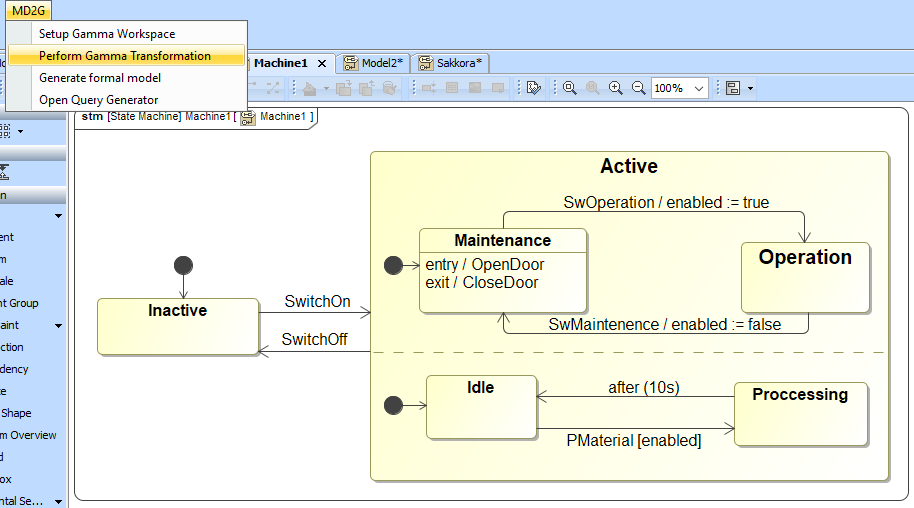 MD2G
Setup Gamma Workspace
Perform Gamma Transformation
Generate formal model
Open Query Generator
Machine1
Model2*
Sakkora*
100%
stm [State Machine] Machine1 [ Machine1 ]
Active
SwOperation / enabled := true
Maintenance
entry / OpenDoor
exit / CloseDoor
Operation
SwMaintenence / enabled := false
Inactive
SwitchOn
SwitchOff
Idle
after (10s)
PMaterial [enabled]
Proccessing
n
ent
m
ale
nt Group
aint
ction
dency
te
Shape
m Overview
d
ox
ntal Se...